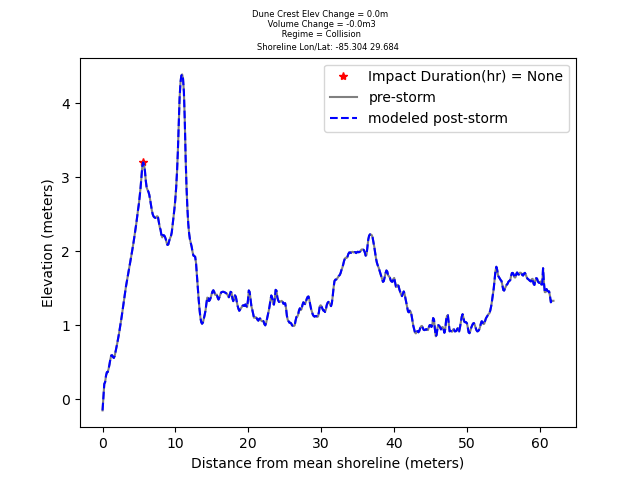 Dune Crest Elev Change = 0.0m
Volume Change = -0.0m3
Regime = Collision
Shoreline Lon/Lat: -85.304 29.684
Impact Duration(hr) = None
pre-storm
modeled post-storm
Elevation (meters)
4
3
2
1
0
0 10 20 30 40 50 60
Distance from mean shoreline (meters)